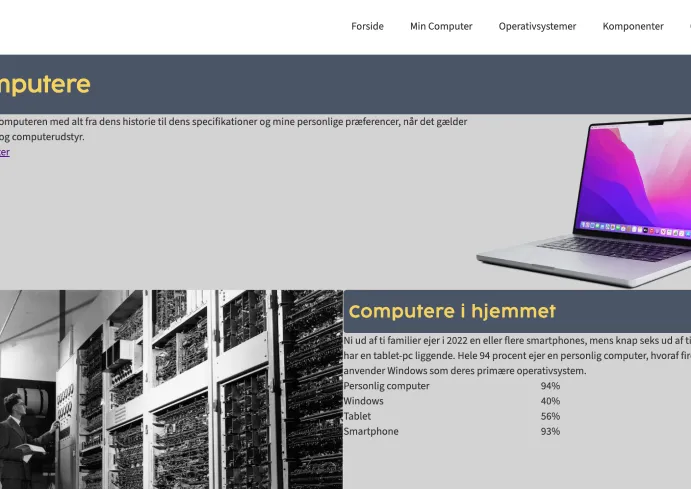 Forside Min Computer Operativsystemer Komponenter
mputere
omputeren med alt fra dens historie til dens specifikationer og mine personlige præferencer, når det gælder
og computerudstyr.
ter
Computere i hjemmet
Ni ud af ti familier ejer i 2022 en eller flere smartphones, mens knap seks ud af ti
har en tablet-pc liggende. Hele 94 procent ejer en personlig computer, hvoraf fir
anvender Windows som deres primære operativsystem.
Personlig computer 94%
Windows 40%
Tablet 56%
Smartphone 93%